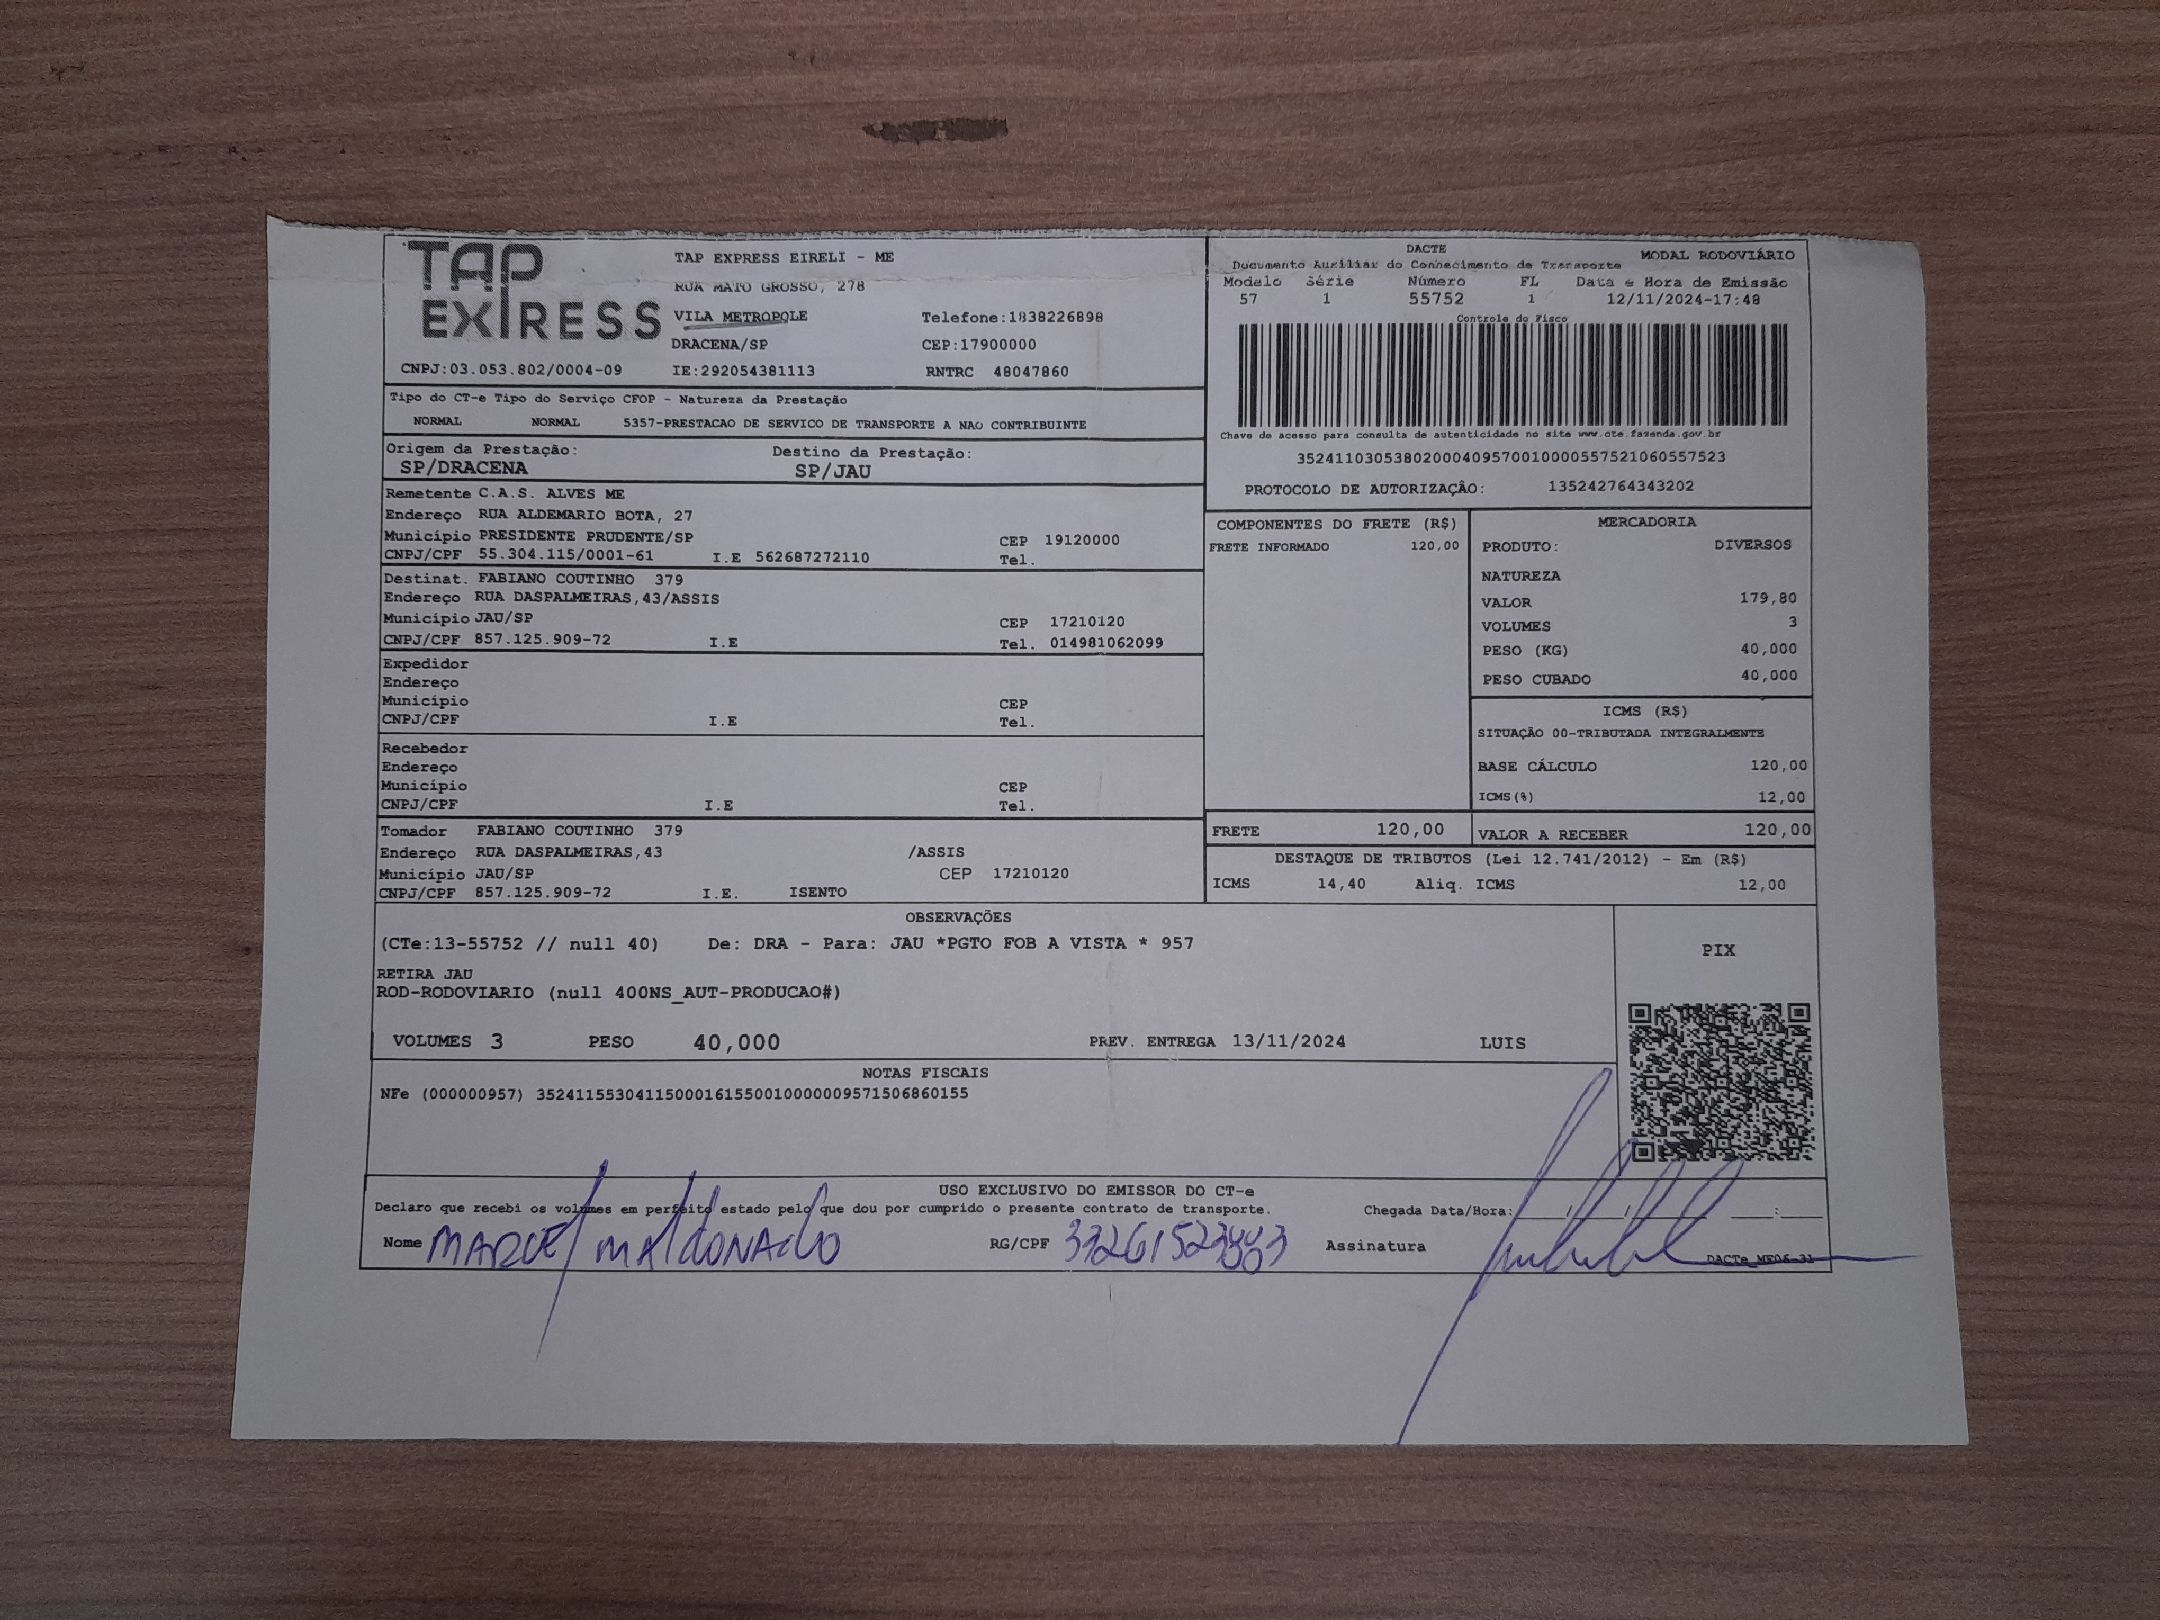 TAP
EXPRESS
TAP EXPRESS EIRELI - ME
RUA MATO GROSSO, 278
VILA METROPOLE Telefone:1838226898
DRACENA/SP CEP:17900000
CNPJ:03.053.802/0004-09 IE:292054381113 RNTRC 48047860
DACTE MODAL RODOVIÁRIO
Documento Auxiliar do Conhecimento de Transporte
Modelo Série Número FL Data e Hora de Emissão
57 1 55752 1 12/11/2024-17:48
Controle do Fisco
Chave de acesso para consulta de autenticidade no site www.cte.fazenda.gov.br
35241103053802000409570010000557521060557523
PROTOCOLO DE AUTORIZAÇÃO: 135242764343202
Tipo do CT-e Tipo do Serviço CFOP - Natureza da Prestação
NORMAL NORMAL 5357-PRESTACAO DE SERVICO DE TRANSPORTE A NAO CONTRIBUINTE
Origem da Prestação: Destino da Prestação:
SP/DRACENA SP/JAU
Remetente C.A.S. ALVES ME
Endereço RUA ALDEMARIO BOTA, 27
Município PRESIDENTE PRUDENTE/SP CEP 19120000
CNPJ/CPF 55.304.115/0001-61 I.E 562687272110 Tel.
Destinat. FABIANO COUTINHO 379
Endereço RUA DASPALMEIRAS,43/ASSIS
Município JAU/SP CEP 17210120
CNPJ/CPF 857.125.909-72 I.E Tel. 014981062099
Expedidor
Endereço
Município CEP
CNPJ/CPF I.E Tel.
Recebedor
Endereço
Município CEP
CNPJ/CPF I.E Tel.
Tomador FABIANO COUTINHO 379
Endereço RUA DASPALMEIRAS,43 /ASSIS
Município JAU/SP CEP 17210120
CNPJ/CPF 857.125.909-72 I.E. ISENTO
COMPONENTES DO FRETE (R$)
FRETE INFORMADO 120,00
MERCADORIA
PRODUTO: DIVERSOS
NATUREZA
VALOR 179,80
VOLUMES 3
PESO (KG) 40,000
PESO CUBADO 40,000
ICMS (R$)
SITUAÇÃO 00-TRIBUTADA INTEGRALMENTE
BASE CÁLCULO 120,00
ICMS(%) 12,00
FRETE 120,00 VALOR A RECEBER 120,00
DESTAQUE DE TRIBUTOS (Lei 12.741/2012) - Em (R$)
ICMS 14,40 Aliq. ICMS 12,00
OBSERVAÇÕES
(CTe:13-55752 // null 40) De: DRA - Para: JAU *PGTO FOB A VISTA * 957
RETIRA JAU
ROD-RODOVIARIO (null 400NS_AUT-PRODUCAO#)
VOLUMES 3 PESO 40,000 PREV. ENTREGA 13/11/2024 LUIS
PIX
NOTAS FISCAIS
NFe (000000957) 35241155304115000161550010000009571506860155
USO EXCLUSIVO DO EMISSOR DO CT-e
Declaro que recebi os volumes em perfeito estado pelo que dou por cumprido o presente contrato de transporte. Chegada Data/Hora:___/___/___ ___:___
Nome MARCEL MALDONADO RG/CPF Assinatura
DACTe_ME06-31